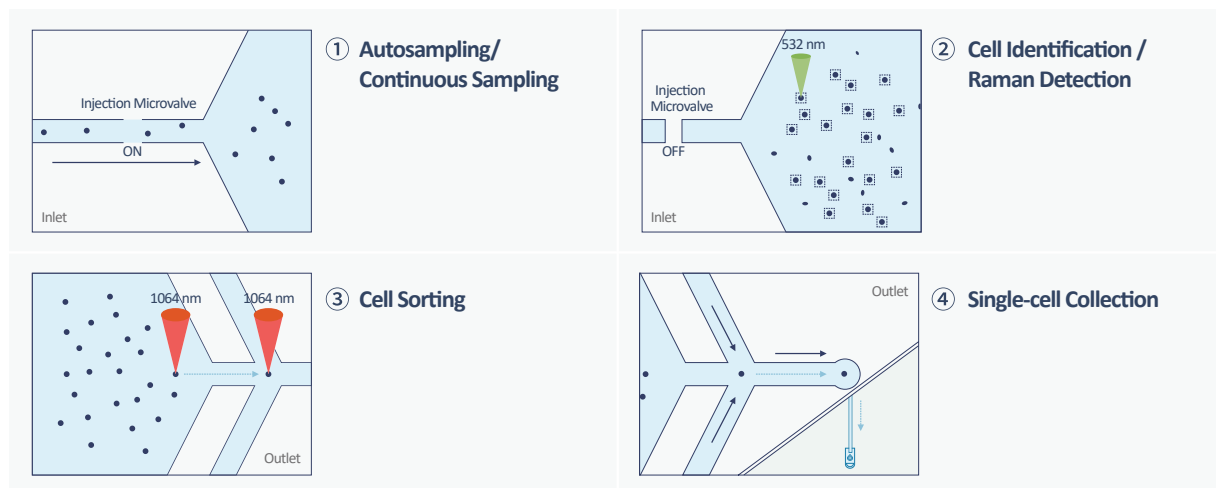 ① Autosampling/
Continuous Sampling
Injection Microvalve
ON
Inlet
② Cell Identification /
Raman Detection
532 nm
Injection
Microvalve
OFF
Inlet
③ Cell Sorting
1064 nm 1064 nm
Outlet
④ Single-cell Collection
Outlet